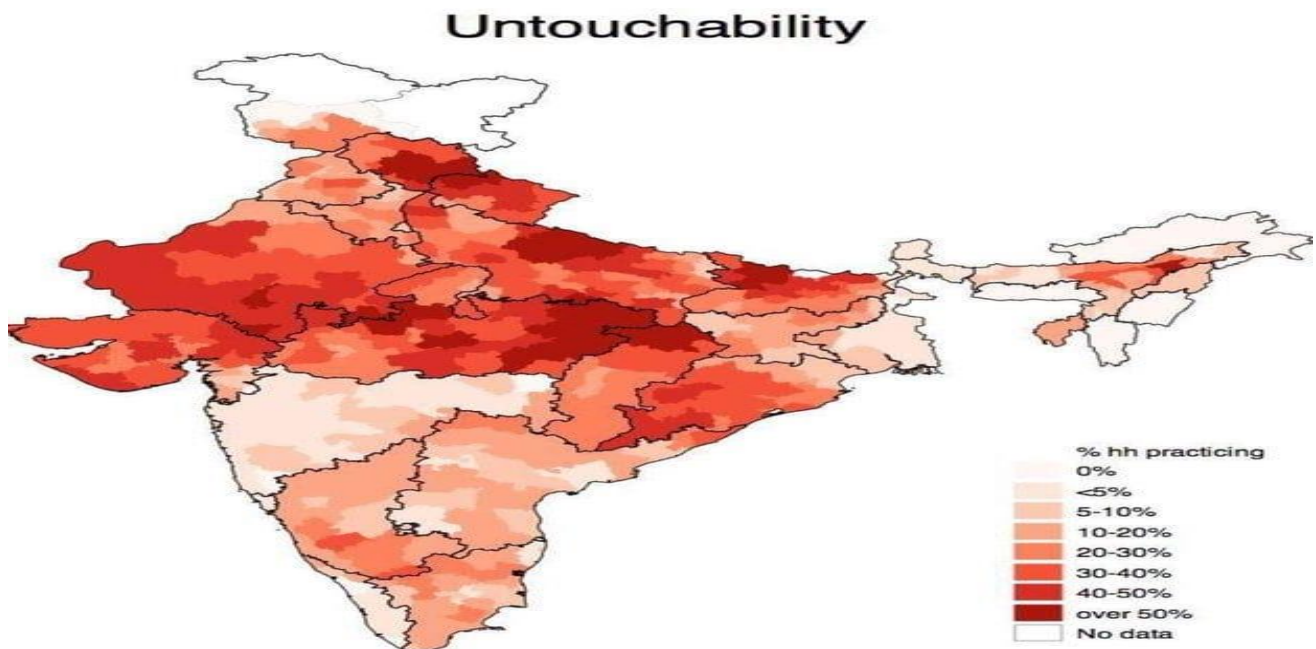 Untouchability
% hh practicing
0%
<5%
5-10%
10-20%
20-30%
30-40%
40-50%
over 50%
No data